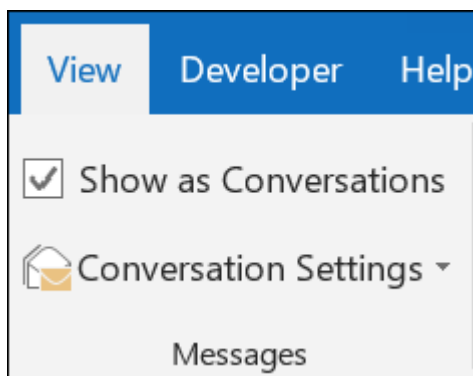 View Developer Help
Show as Conversations
Conversation Settings
Messages